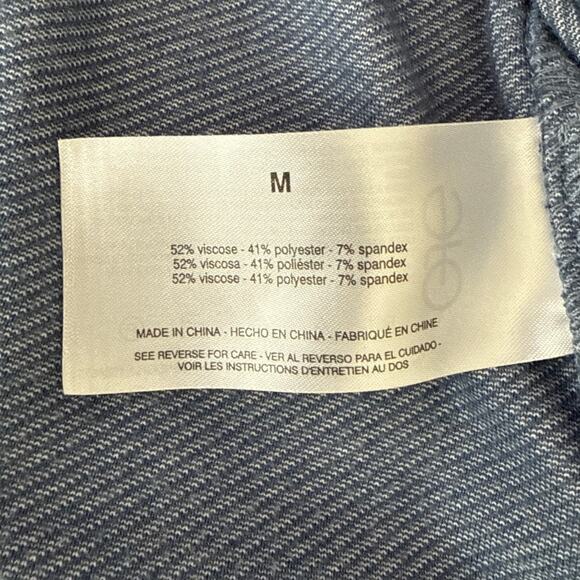 M
52% viscose - 41% polyester - 7% spandex
52% viscosa - 41% poliéster - 7% spandex
52% viscose - 41% polyester - 7% spandex
MADE IN CHINA - HECHO EN CHINA - FABRIQUÉ EN CHINE
SEE REVERSE FOR CARE - VER AL REVERSO PARA EL CUIDADO -
VOIR LES INSTRUCTIONS D'ENTRETIEN AU DOS